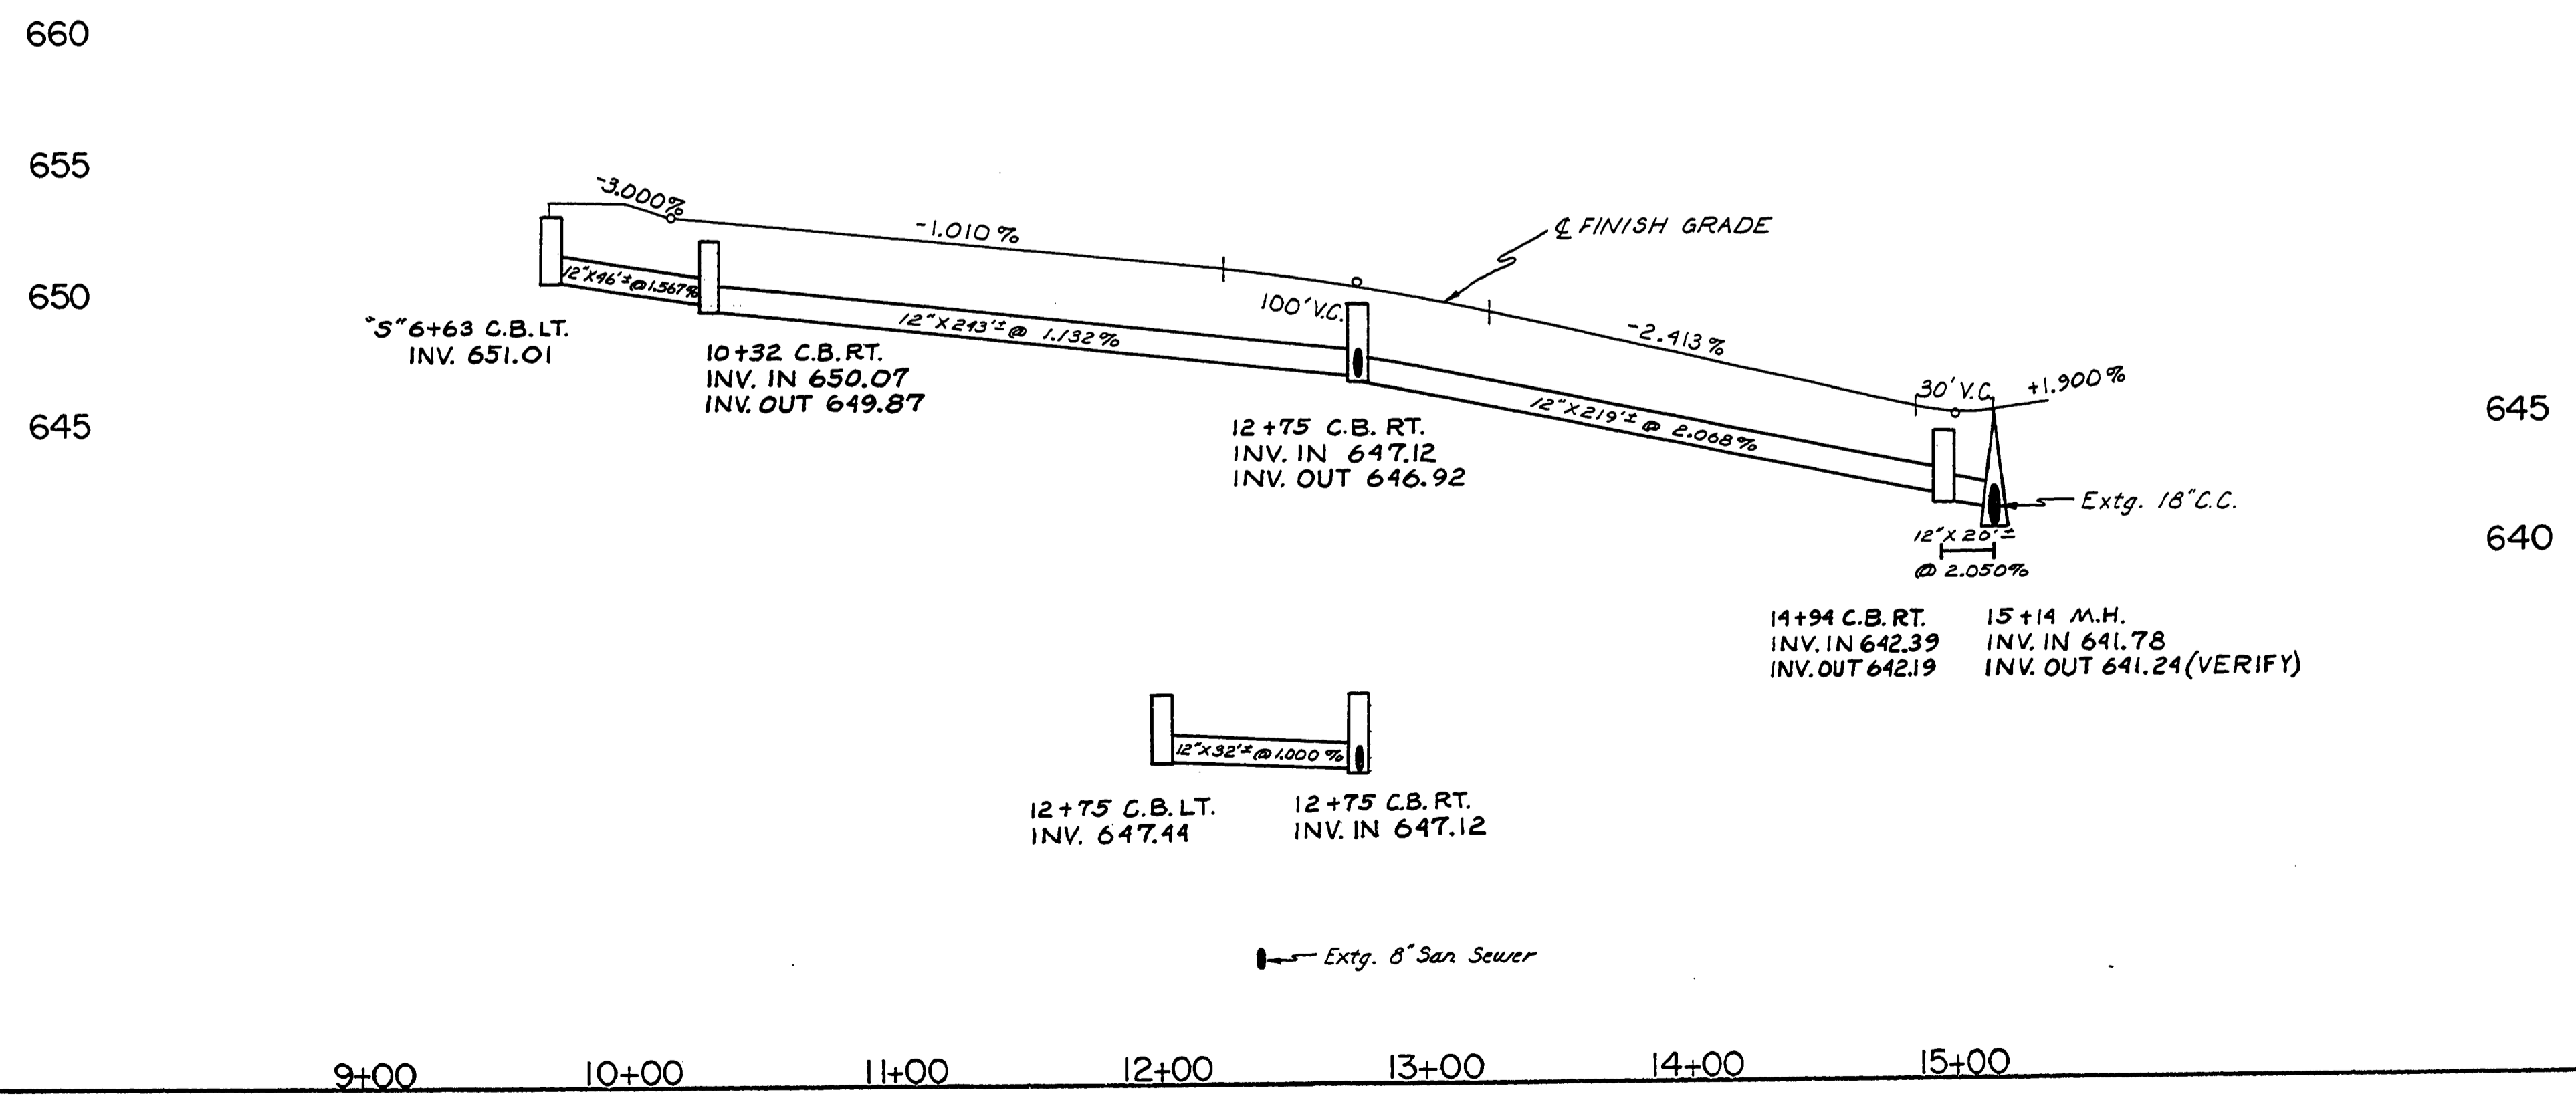 660
655
650
645
645
640
-3.000%
-1.010 %
℄ FINISH GRADE
12"X46'± @1.567%
100' V.C.
12" X 243'± @ 1.132%
-2.413 %
30' V.C.
+1.900 %
"S" 6+63 C.B. LT.
INV. 651.01
10+32 C.B. RT.
INV. IN 650.07
INV. OUT 649.87
12+75 C.B. RT.
INV. IN 647.12
INV. OUT 646.92
12" X 219'± @ 2.068%
Extg. 18" C.C.
12" X 20'±
@ 2.050%
14+94 C.B. RT.
INV. IN 642.39
INV. OUT 642.19
15+14 M.H.
INV. IN 641.78
INV. OUT 641.24 (VERIFY)
12"X32'± @ 1.000 %
12+75 C.B. LT.
INV. 647.44
12+75 C.B. RT.
INV. IN 647.12
Extg. 8" San Sewer
9+00 10+00 11+00 12+00 13+00 14+00 15+00